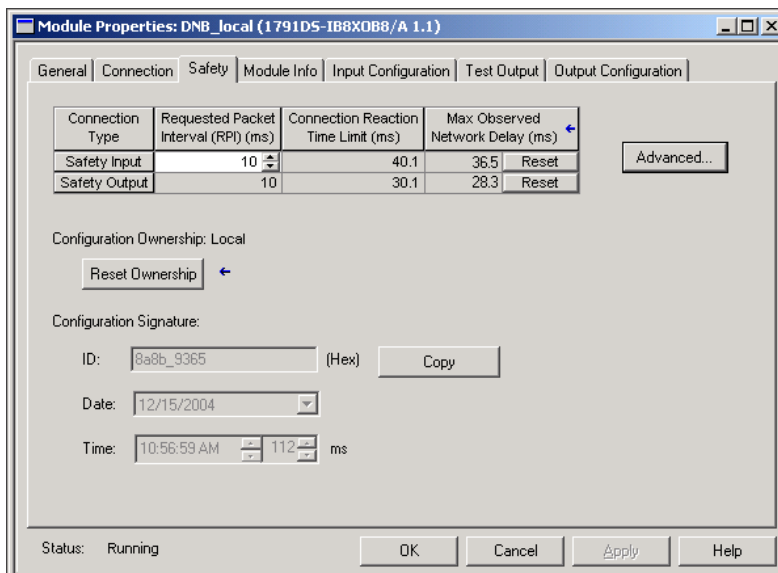 Module Properties: DNB_local (1791DS-IB8XOB8/A 1.1)
General Connection Safety Module Info Input Configuration Test Output Output Configuration
Connection Type Requested Packet Interval (RPI) (ms) Connection Reaction Time Limit (ms) Max Observed Network Delay (ms)
Safety Input 10 40.1 36.5 Reset
Safety Output 10 30.1 28.3 Reset
Advanced...
Configuration Ownership: Local
Reset Ownership
Configuration Signature:
ID: 8a8b_9365 (Hex) Copy
Date: 12/15/2004
Time: 10:56:59 AM 112 ms
Status: Running OK Cancel Apply Help